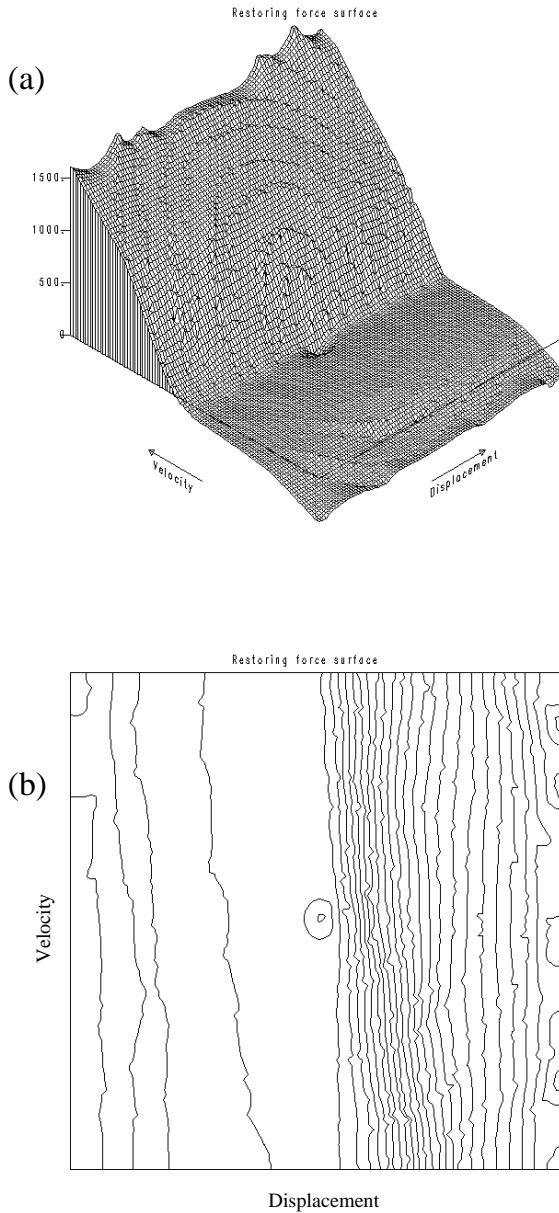 Restoring force surface
(a)
1500.
1000.
500.
0.
Velocity
Displacement
Restoring force surface
(b)
Velocity
Displacement